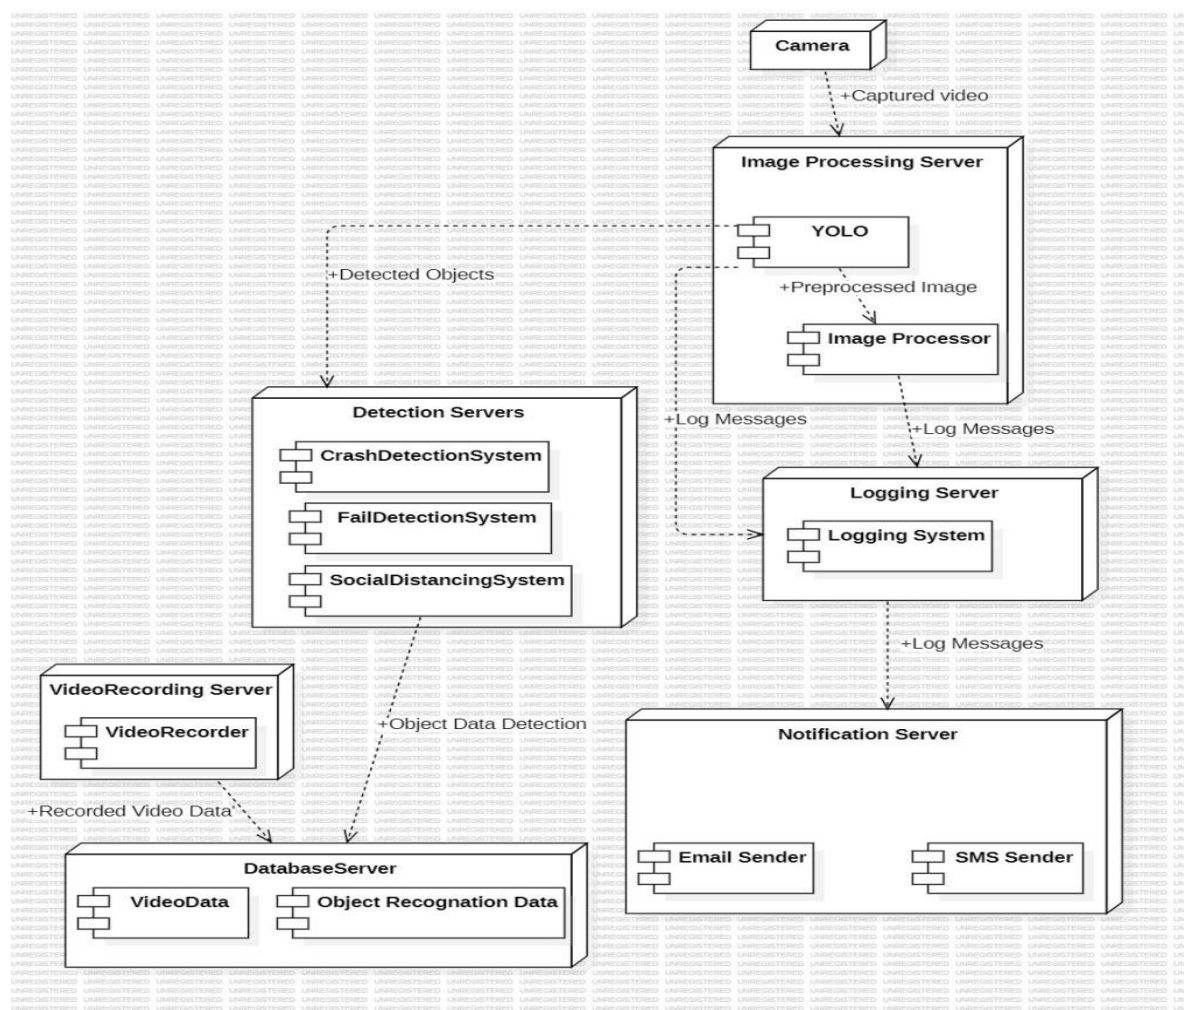 Camera
+Captured video
Image Processing Server
YOLO
+Detected Objects
+Preprocessed Image
Image Processor
Detection Servers
+Log Messages
+Log Messages
CrashDetectionSystem
Logging Server
FailDetectionSystem
Logging System
SocialDistancingSystem
+Log Messages
VideoRecording Server
VideoRecorder
+Object Data Detection
Notification Server
+Recorded Video Data
Email Sender
SMS Sender
DatabaseServer
VideoData
Object Recognation Data
UNREGISTERED